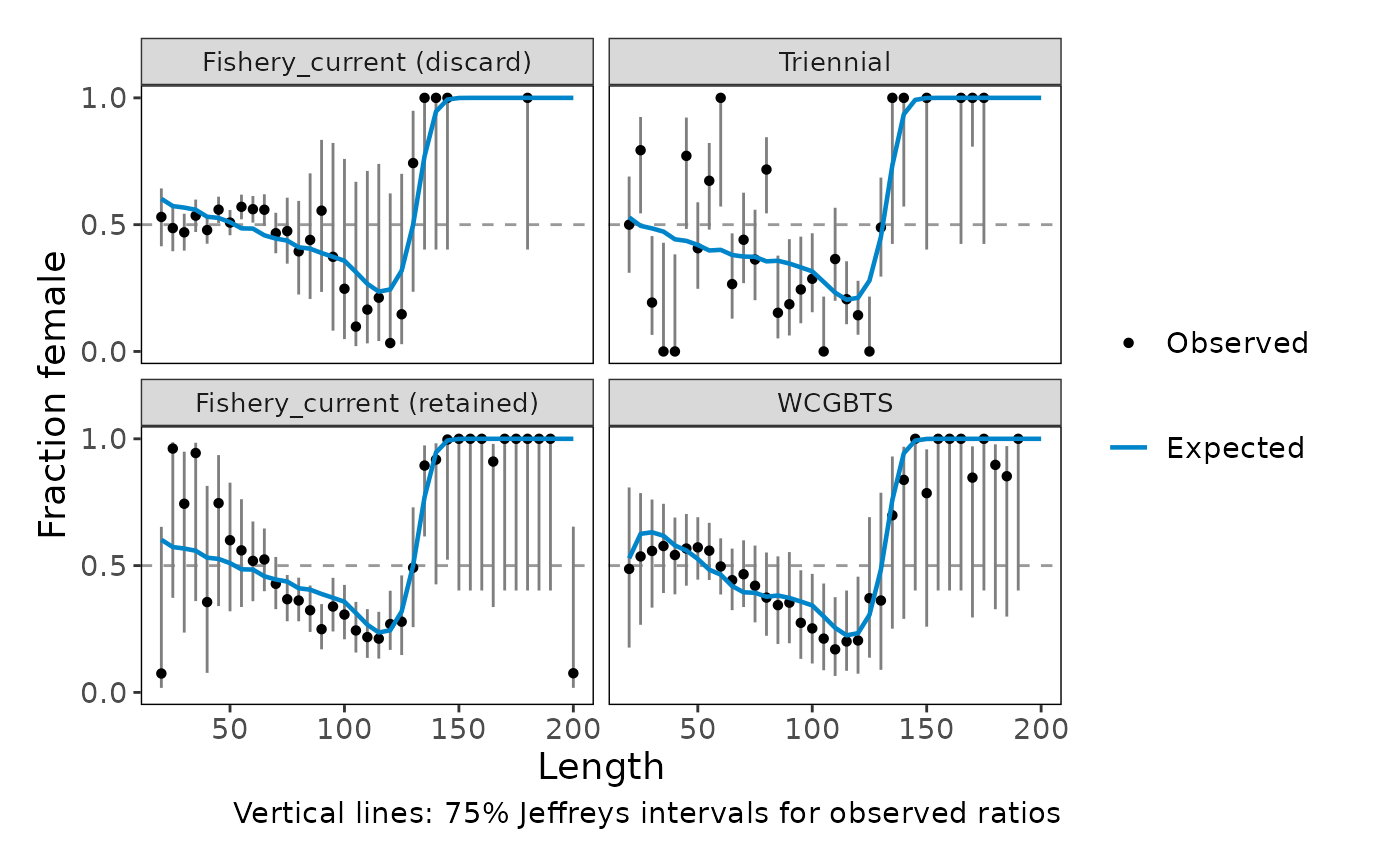 Fishery_current (discard)
Triennial
1.0
0.5
0.0
Fishery_current (retained)
WCGBTS
1.0
0.5
0.0
50
100
150
200
50
100
150
200
Fraction female
Length
Observed
Expected
Vertical lines: 75% Jeffreys intervals for observed ratios